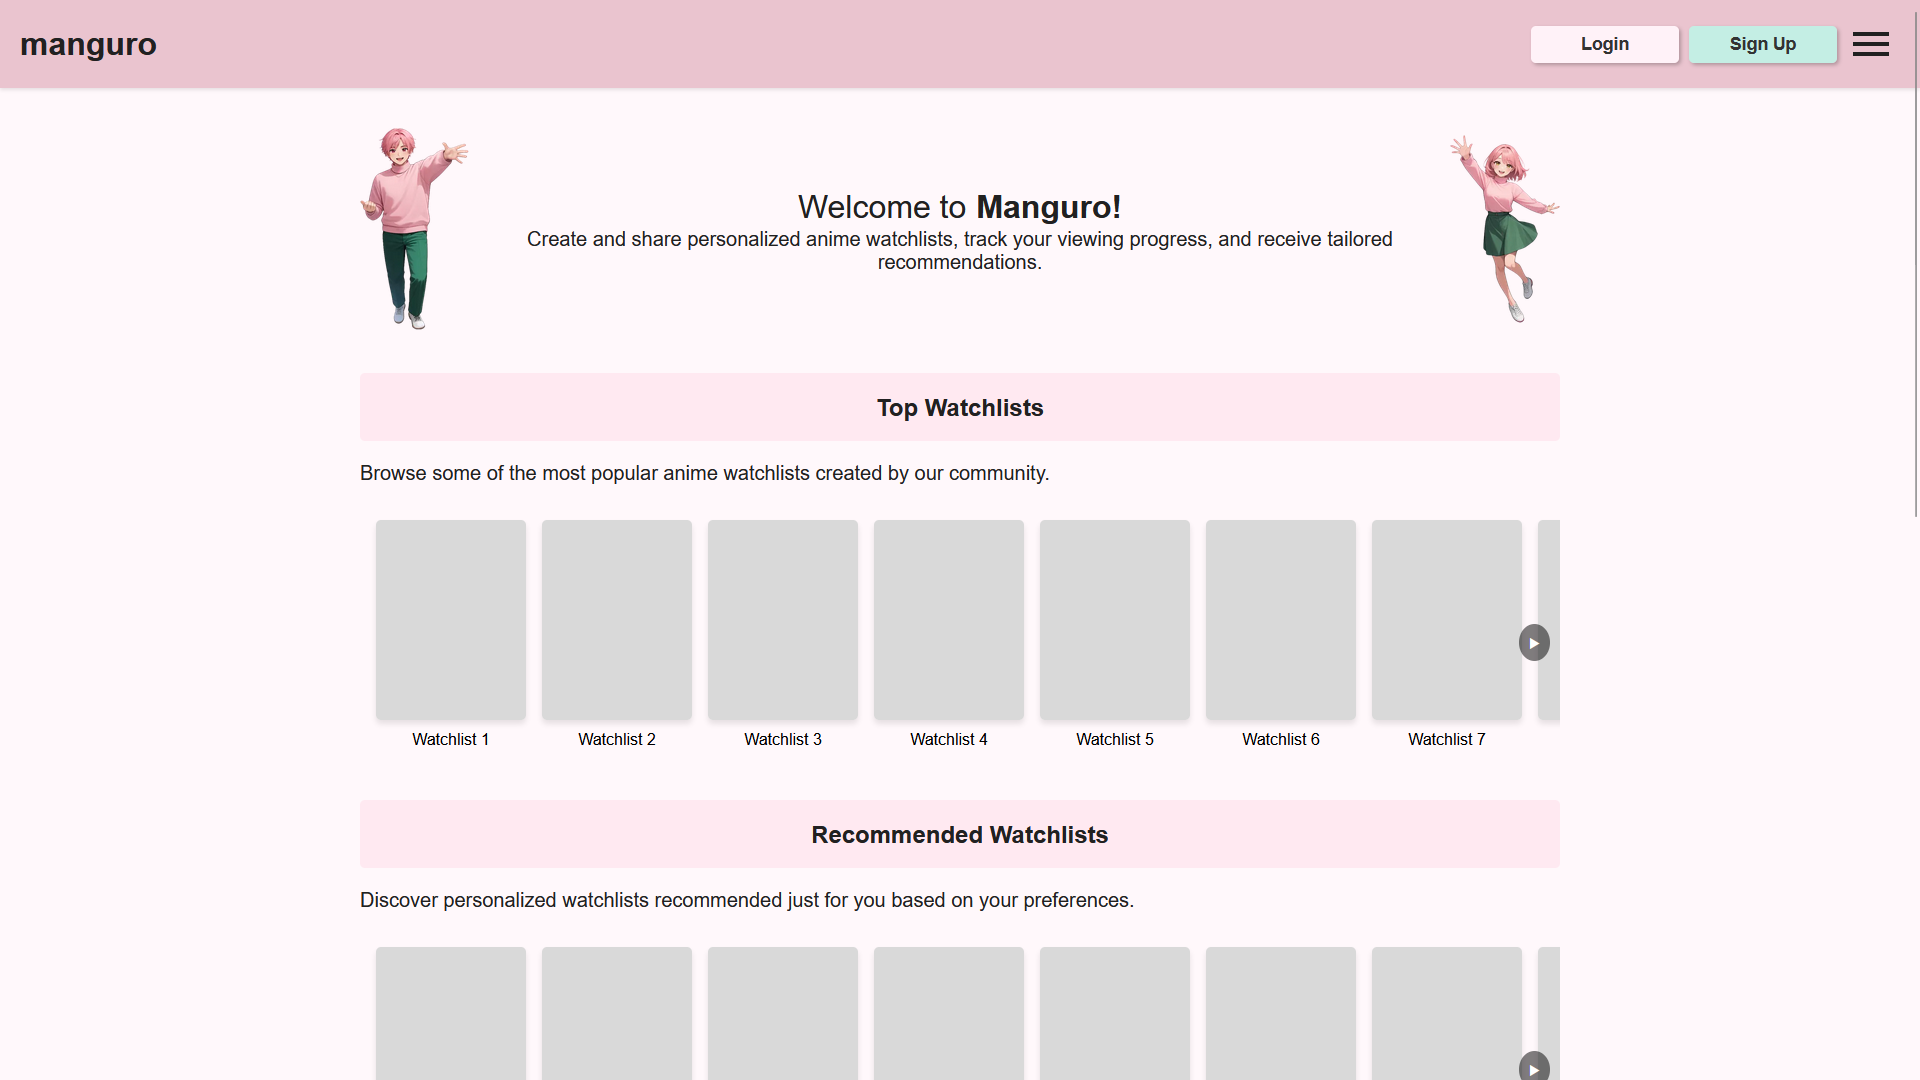 manguro
Login
Sign Up
Welcome to Manguro!
Create and share personalized anime watchlists, track your viewing progress, and receive tailored
recommendations.
Top Watchlists
Browse some of the most popular anime watchlists created by our community.
Watchlist 1
Watchlist 2
Watchlist 3
Watchlist 4
Watchlist 5
Watchlist 6
Watchlist 7
Recommended Watchlists
Discover personalized watchlists recommended just for you based on your preferences.